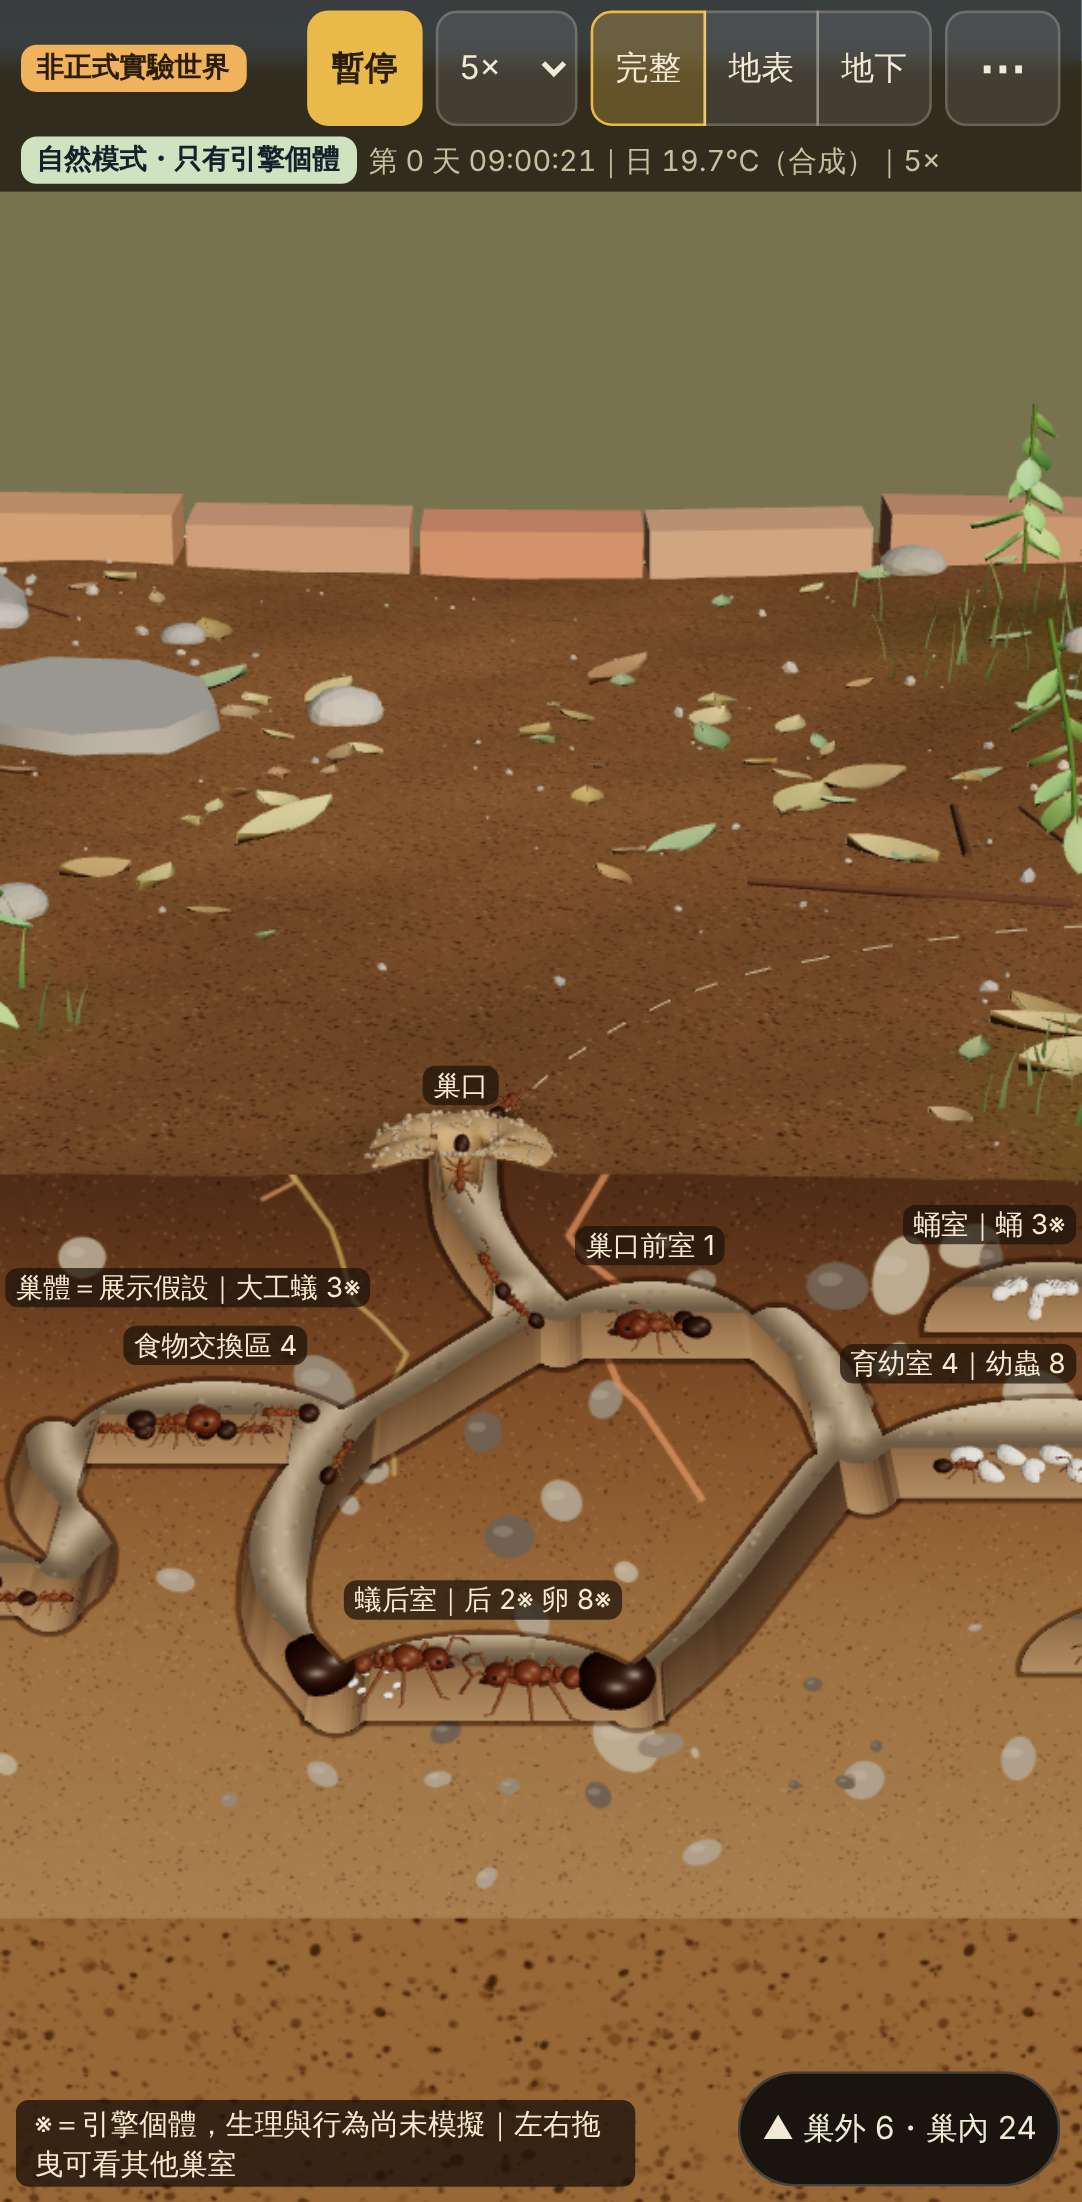 非正式實驗世界
暫停
5×
完整
地表
地下
...
自然模式・只有引擎個體
第 0 天 09:00:21｜日 19.7°C（合成）｜5×
巢口
蛹室｜蛹 3※
巢口前室 1
巢體＝展示假設｜大工蟻 3※
食物交換區 4
育幼室 4｜幼蟲 8
蟻后室｜后 2※ 卵 8※
※＝引擎個體，生理與行為尚未模擬｜左右拖
曳可看其他巢室
▲ 巢外 6・巢內 24